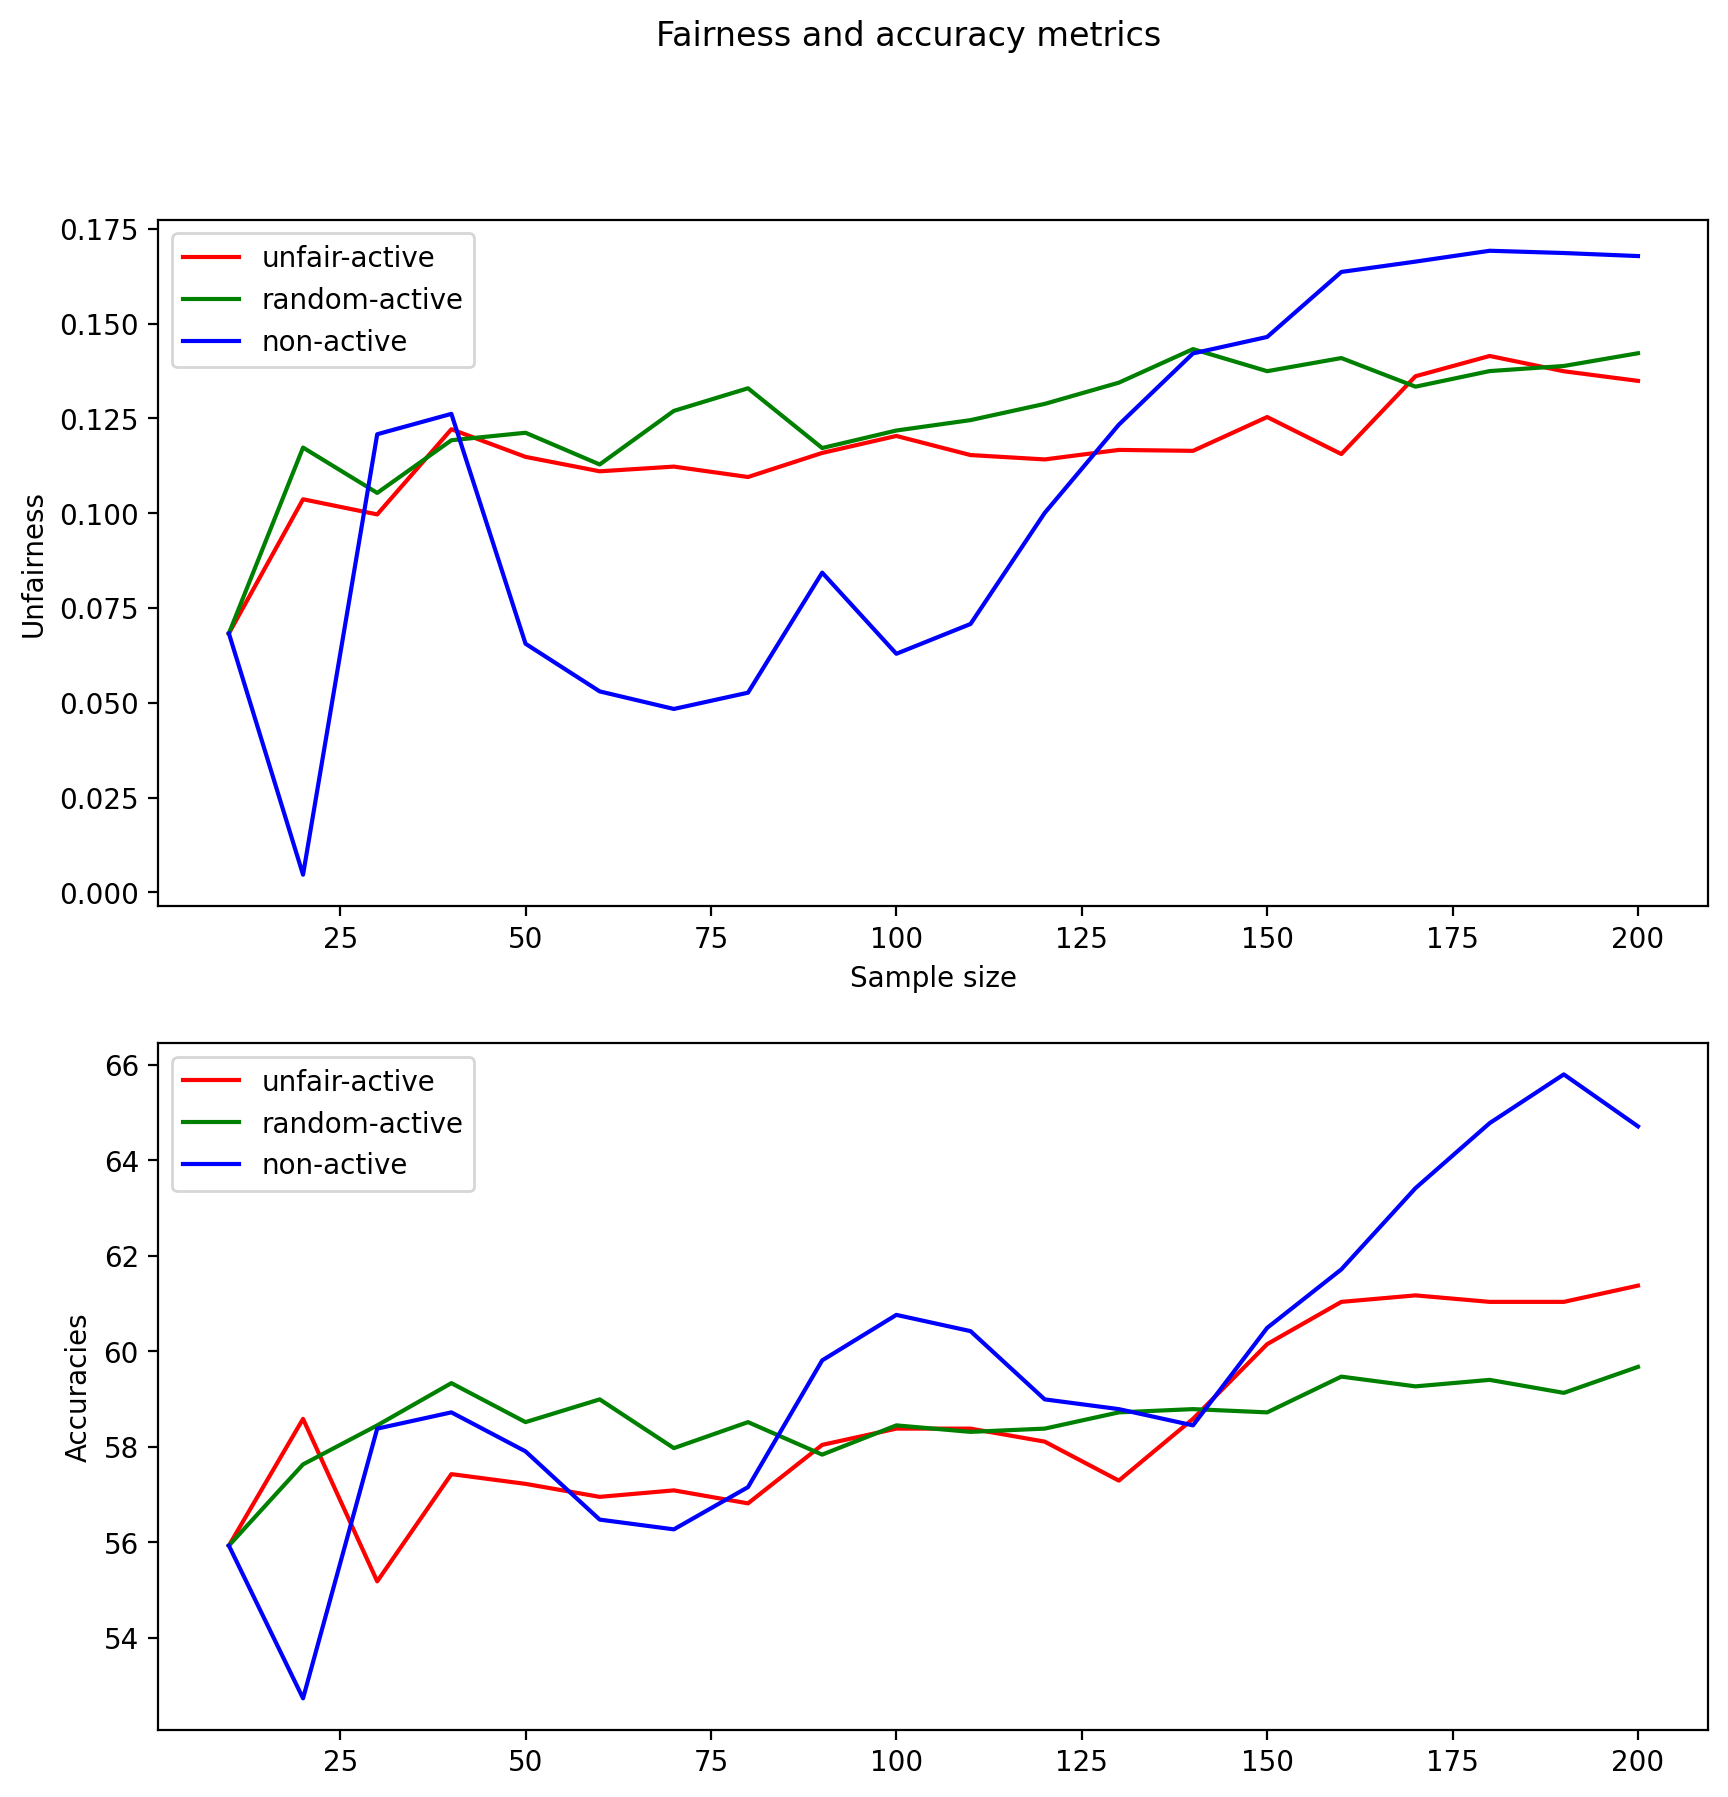 Fairness and accuracy metrics
0.175
0.150
0.125
0.100
0.075
0.050
0.025
0.000
Unfairness
unfair-active
random-active
non-active
25 50 75 100 125 150 175 200
Sample size
66
64
62
60
58
56
54
Accuracies
unfair-active
random-active
non-active
25 50 75 100 125 150 175 200